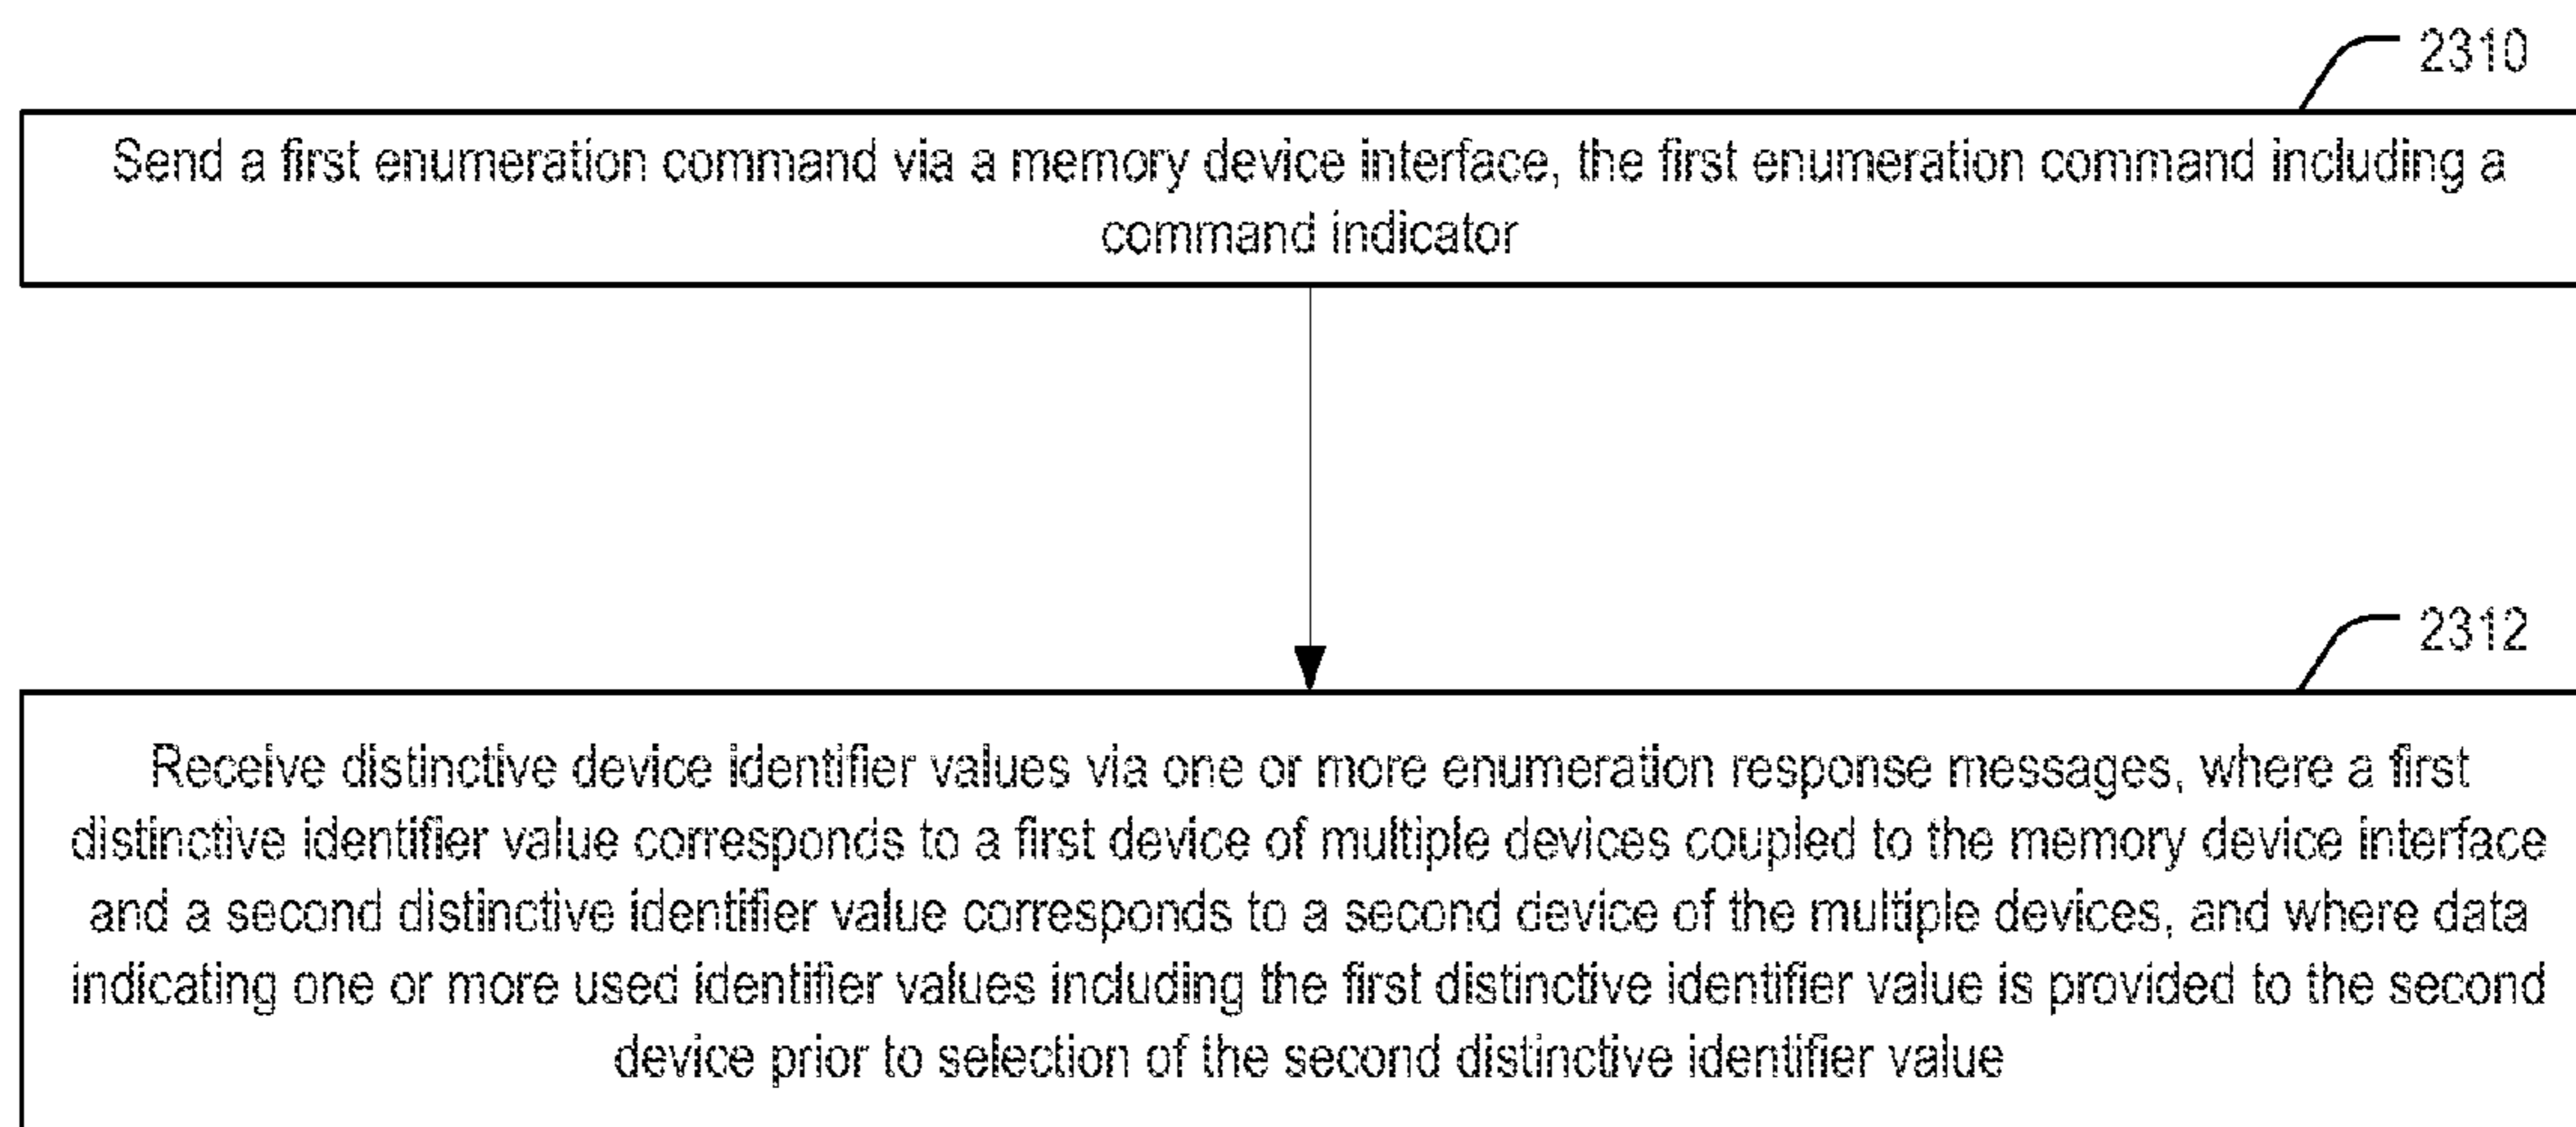 2310
Send a first enumeration command via a memory device interface, the first enumeration command including a
command indicator
2312
Receive distinctive device identifier values via one or more enumeration response messages, where a first
distinctive identifier value corresponds to a first device of multiple devices coupled to the memory device interface
and a second distinctive identifier value corresponds to a second device of the multiple devices, and where data
indicating one or more used identifier values including the first distinctive identifier value is provided to the second
device prior to selection of the second distinctive identifier value